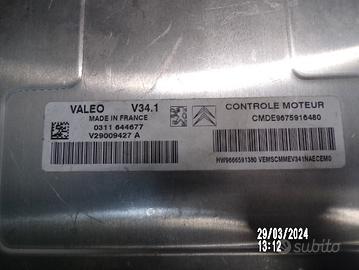 VALEO V34.1
MADE IN FRANCE
0311 644677
V29009427 A
CONTROLE MOTEUR
CMDE9675916480
HW9666591380 VEMSCMMEV341NAECEM0
29/03/2024
13:12
subito